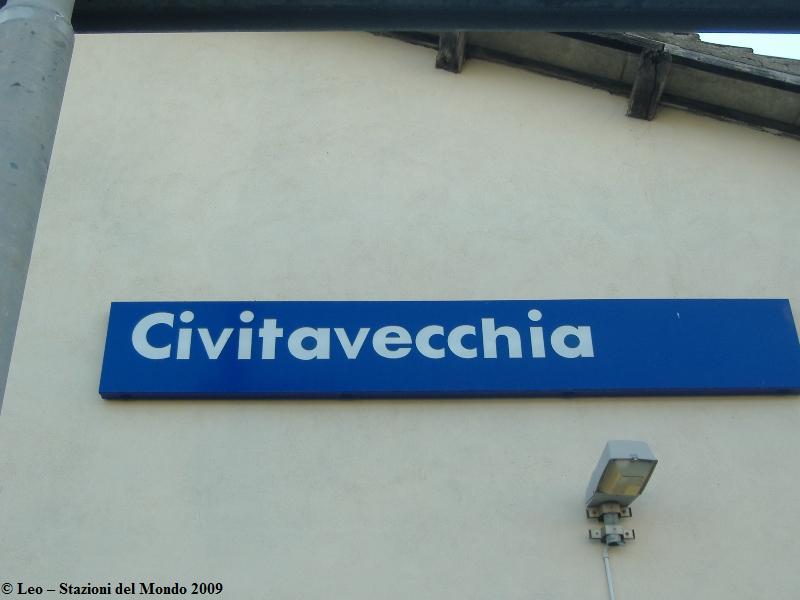 Civitavecchia
© Leo – Stazioni del Mondo 2009